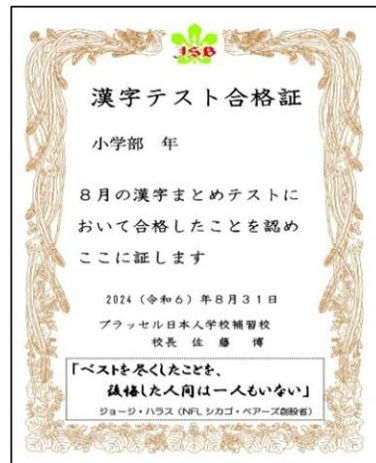 JSB
漢字テスト合格証
小学部　年
８月の漢字まとめテストに
おいて合格したことを認め
ここに証します
2024（令和6）年８月３１日
ブラッセル日本人学校補習校
校長　佐　藤　博
「ベストを尽くしたことを、
後悔した人間は一人もいない」
ジョージ・ハラス（NFL シカゴ・ベアーズ創設者）